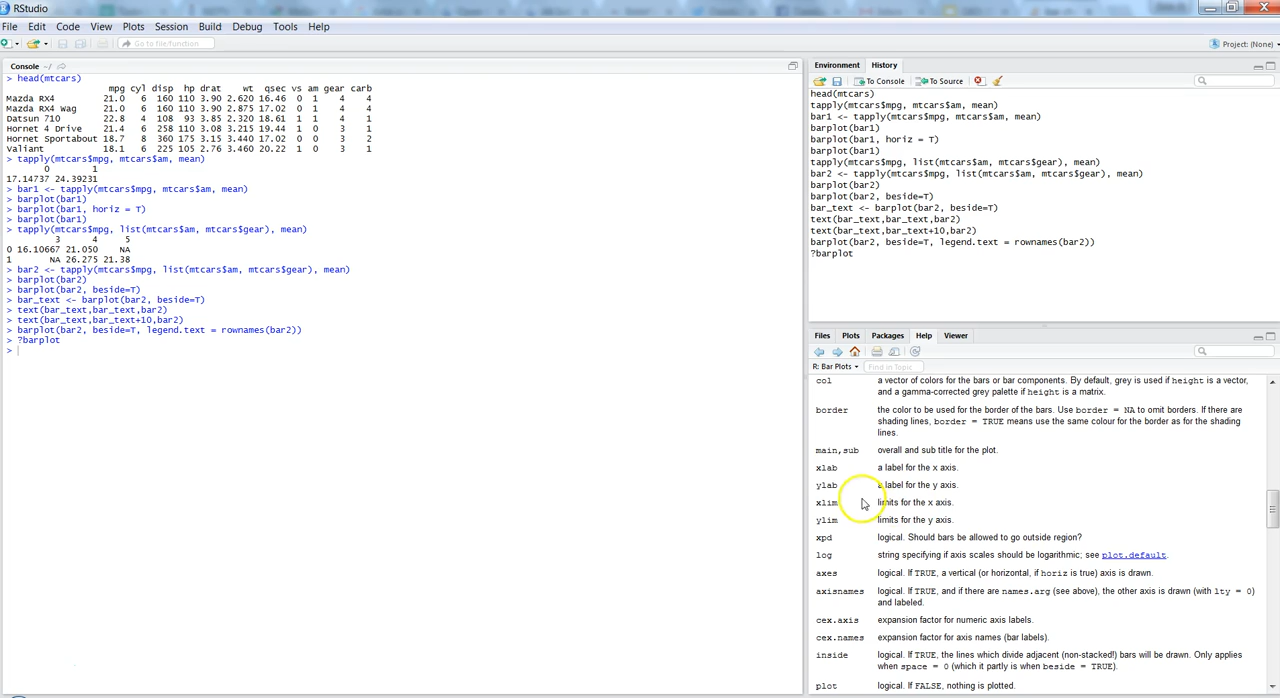 RStudio
File Edit Code View Plots Session Build Debug Tools Help
Go to file/function
Project: (None)
Console ~/
> head(mtcars)
mpg cyl disp hp drat wt qsec vs am gear carb
Mazda RX4 21.0 6 160 110 3.90 2.620 16.46 0 1 4 4
Mazda RX4 Wag 21.0 6 160 110 3.90 2.875 17.02 0 1 4 4
Datsun 710 22.8 4 108 93 3.85 2.320 18.61 1 1 4 1
Hornet 4 Drive 21.4 6 258 110 3.08 3.215 19.44 1 0 3 1
Hornet Sportabout 18.7 8 360 175 3.15 3.440 17.02 0 0 3 2
Valiant 18.1 6 225 105 2.76 3.460 20.22 1 0 3 1
> tapply(mtcars$mpg, mtcars$am, mean)
0 1
17.14737 24.39231
> bar1 <- tapply(mtcars$mpg, mtcars$am, mean)
> barplot(bar1)
> barplot(bar1, horiz = T)
> barplot(bar1)
> tapply(mtcars$mpg, list(mtcars$am, mtcars$gear), mean)
3 4 5
0 16.10667 21.050 NA
1 NA 26.275 21.38
> bar2 <- tapply(mtcars$mpg, list(mtcars$am, mtcars$gear), mean)
> barplot(bar2)
> barplot(bar2, beside=T)
> bar_text <- barplot(bar2, beside=T)
> text(bar_text,bar_text,bar2)
> text(bar_text,bar_text+10,bar2)
> barplot(bar2, beside=T, legend.text = rownames(bar2))
> ?barplot
>
Environment History
To Console To Source
head(mtcars)
tapply(mtcars$mpg, mtcars$am, mean)
bar1 <- tapply(mtcars$mpg, mtcars$am, mean)
barplot(bar1)
barplot(bar1, horiz = T)
barplot(bar1)
tapply(mtcars$mpg, list(mtcars$am, mtcars$gear), mean)
bar2 <- tapply(mtcars$mpg, list(mtcars$am, mtcars$gear), mean)
barplot(bar2)
barplot(bar2, beside=T)
bar_text <- barplot(bar2, beside=T)
text(bar_text,bar_text,bar2)
text(bar_text,bar_text+10,bar2)
barplot(bar2, beside=T, legend.text = rownames(bar2))
?barplot
Files Plots Packages Help Viewer
R: Bar Plots Find in Topic
col a vector of colors for the bars or bar components. By default, grey is used if height is a vector,
and a gamma-corrected grey palette if height is a matrix.
border the color to be used for the border of the bars. Use border = NA to omit borders. If there are
shading lines, border = TRUE means use the same colour for the border as for the shading
lines.
main,sub overall and sub title for the plot.
xlab a label for the x axis.
ylab a label for the y axis.
xlim limits for the x axis.
ylim limits for the y axis.
xpd logical. Should bars be allowed to go outside region?
log string specifying if axis scales should be logarithmic; see plot.default.
axes logical. If TRUE, a vertical (or horizontal, if horiz is true) axis is drawn.
axisnames logical. If TRUE, and if there are names.arg (see above), the other axis is drawn (with lty = 0)
and labeled.
cex.axis expansion factor for numeric axis labels.
cex.names expansion factor for axis names (bar labels).
inside logical. If TRUE, the lines which divide adjacent (non-stacked!) bars will be drawn. Only applies
when space = 0 (which it partly is when beside = TRUE).
plot logical. If FALSE, nothing is plotted.